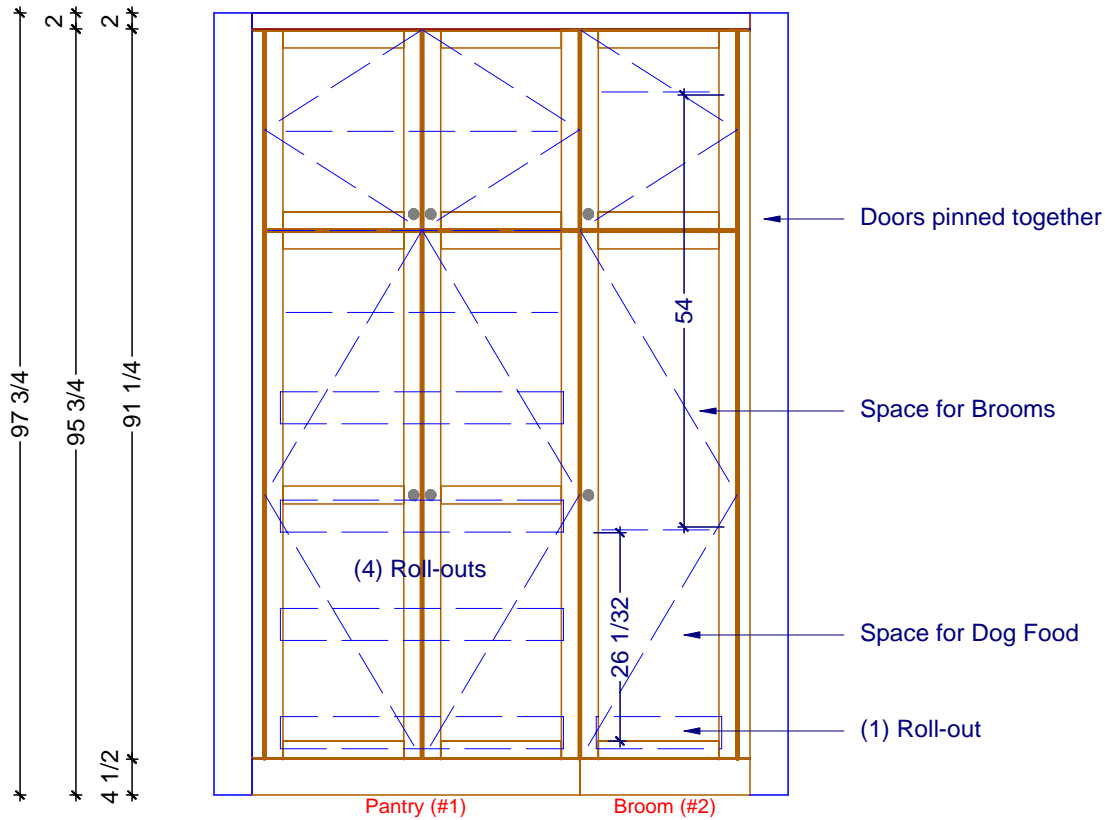 2
2
97 3/4
95 3/4
91 1/4
4 1/2
54
26 1/32
Doors pinned together
Space for Brooms
(4) Roll-outs
Space for Dog Food
(1) Roll-out
Pantry (#1)
Broom (#2)